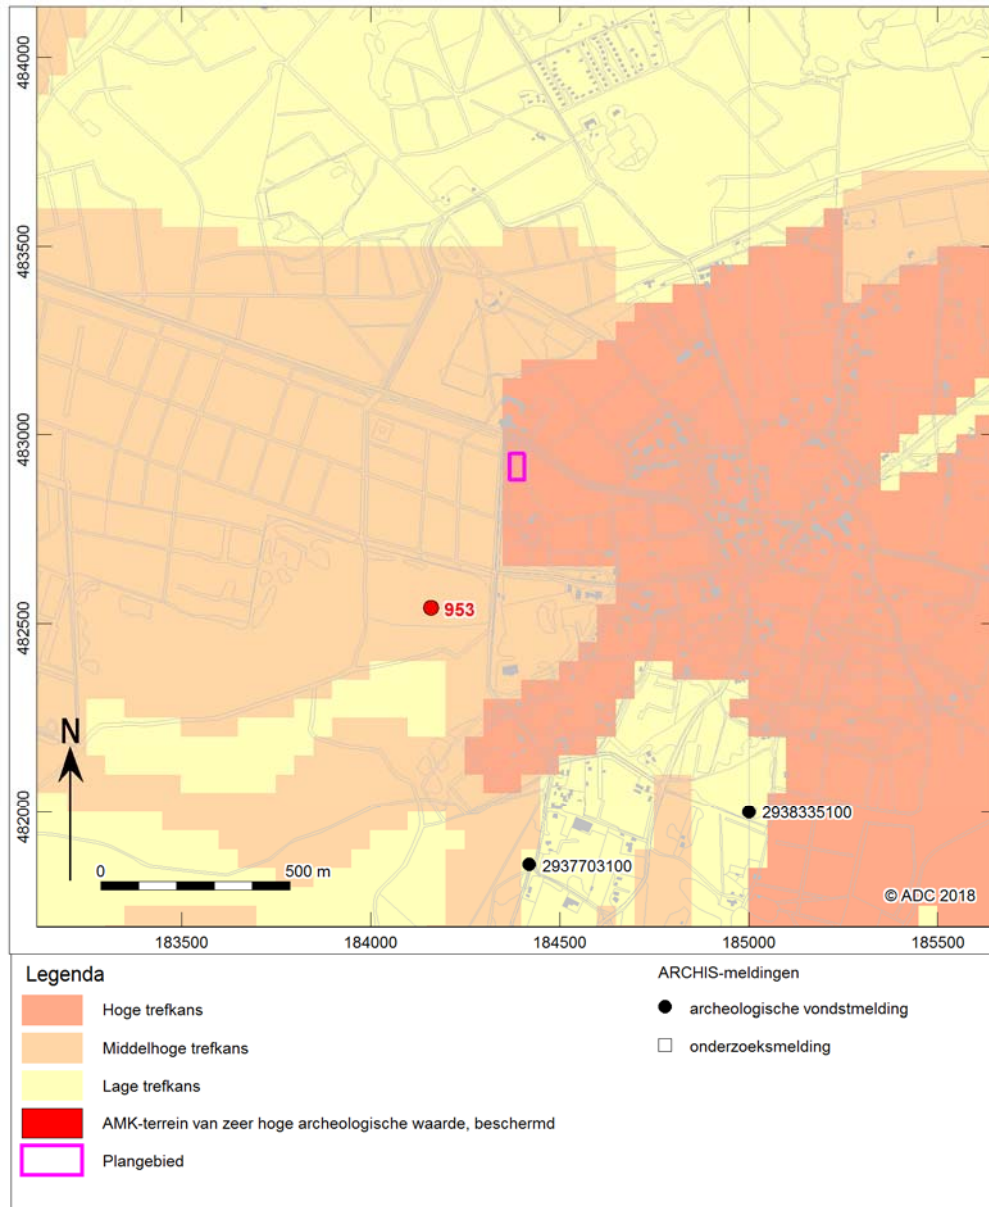 484000
483500
483000
482500
482000
953
N
0 500 m
2938335100
2937703100
© ADC 2018
183500 184000 184500 185000 185500
Legenda
Hoge trefkans
Middelhoge trefkans
Lage trefkans
AMK-terrein van zeer hoge archeologische waarde, beschermd
Plangebied
ARCHIS-meldingen
archeologische vondstmelding
onderzoeksmelding